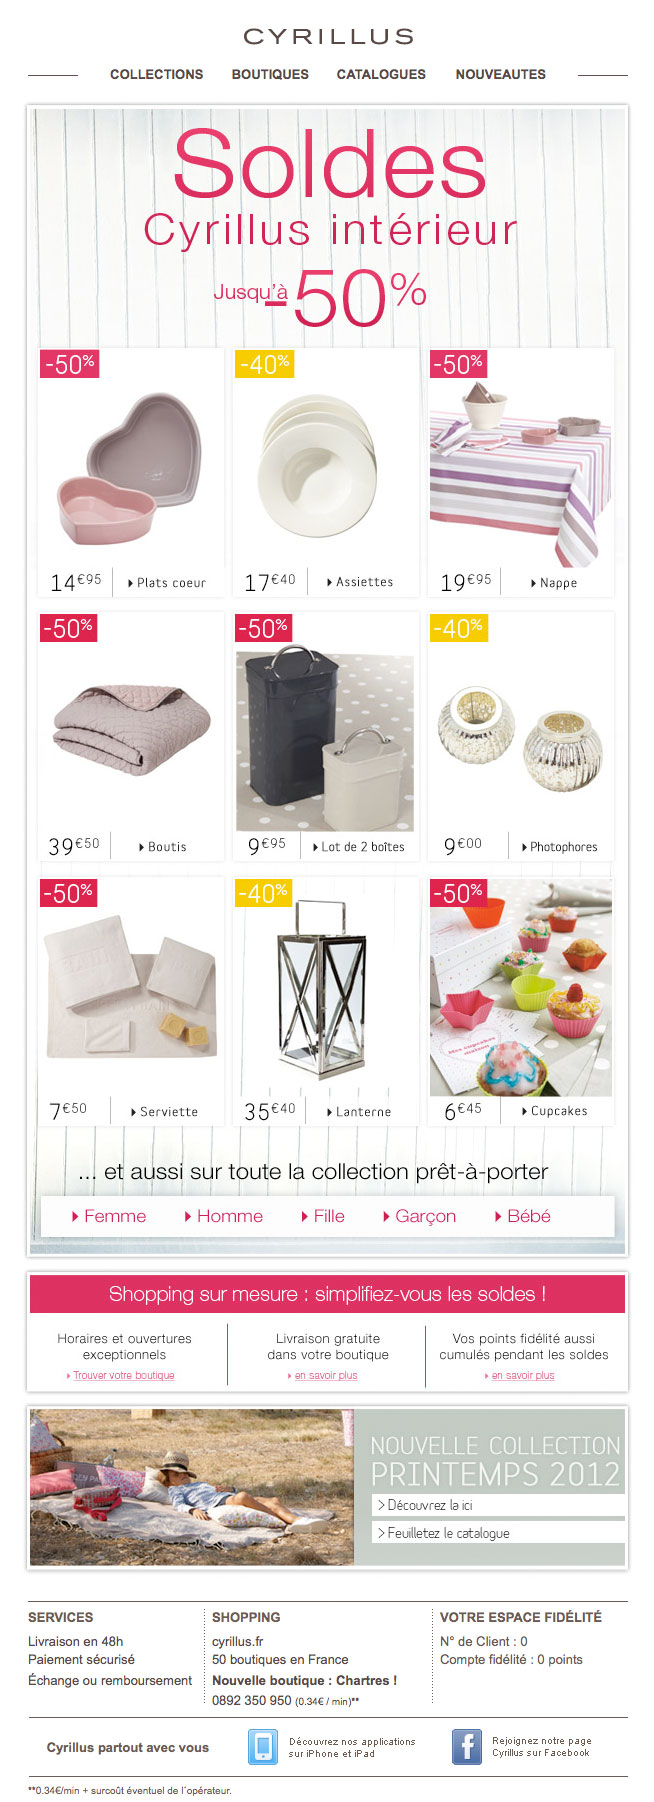 CYRILLUS
COLLECTIONS BOUTIQUES CATALOGUES NOUVEAUTES
Soldes
Cyrillus intérieur
Jusqu'à -50%
-50% -40% -50%
14€95 Plats coeur 17€40 Assiettes 19€95 Nappe
-50% -50% -40%
39€50 Boutis 9€95 Lot de 2 boîtes 9€00 Photophores
-50% -40% -50%
7€50 Serviette 35€40 Lanterne 6€45 Cupcakes
... et aussi sur toute la collection prêt-à-porter
Femme Homme Fille Garçon Bébé
Shopping sur mesure : simplifiez-vous les soldes !
Horaires et ouvertures
exceptionnels
Trouver votre boutique
Livraison gratuite
dans votre boutique
en savoir plus
Vos points fidélité aussi
cumulés pendant les soldes
en savoir plus
NOUVELLE COLLECTION
PRINTEMPS 2012
> Découvrez la ici
> Feuilletez le catalogue
SERVICES
Livraison en 48h
Paiement sécurisé
Échange ou remboursement
SHOPPING
cyrillus.fr
50 boutiques en France
Nouvelle boutique : Chartres !
0892 350 950 (0.34€ / min)**
VOTRE ESPACE FIDÉLITÉ
N° de Client : 0
Compte fidélité : 0 points
Cyrillus partout avec vous
Découvrez nos applications
sur iPhone et iPad
Rejoignez notre page
Cyrillus sur Facebook
**0.34€/min + surcoût éventuel de l´opérateur.